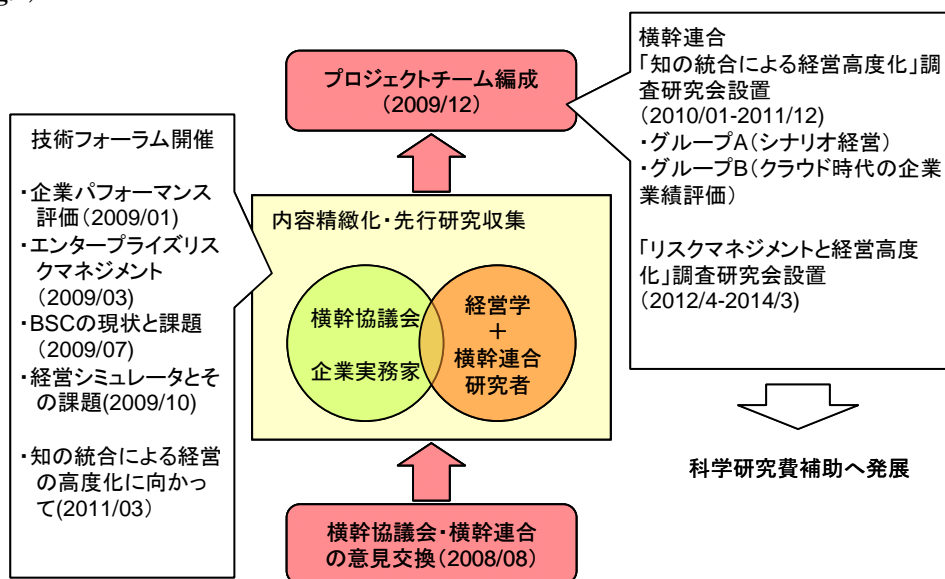 プロジェクトチーム編成
(2009/12)
横幹連合
「知の統合による経営高度化」調
査研究会設置
(2010/01-2011/12)
・グループA(シナリオ経営)
・グループB(クラウド時代の企業
業績評価)
「リスクマネジメントと経営高度
化」調査研究会設置
(2012/4-2014/3)
技術フォーラム開催
・企業パフォーマンス
評価(2009/01)
・エンタープライズリス
クマネジメント
(2009/03)
・BSCの現状と課題
(2009/07)
・経営シミュレータとそ
の課題(2009/10)
・知の統合による経営
の高度化に向かっ
て(2011/03)
内容精緻化・先行研究収集
横幹協議会
企業実務家
経営学
+
横幹連合
研究者
科学研究費補助へ発展
横幹協議会・横幹連合
の意見交換(2008/08)